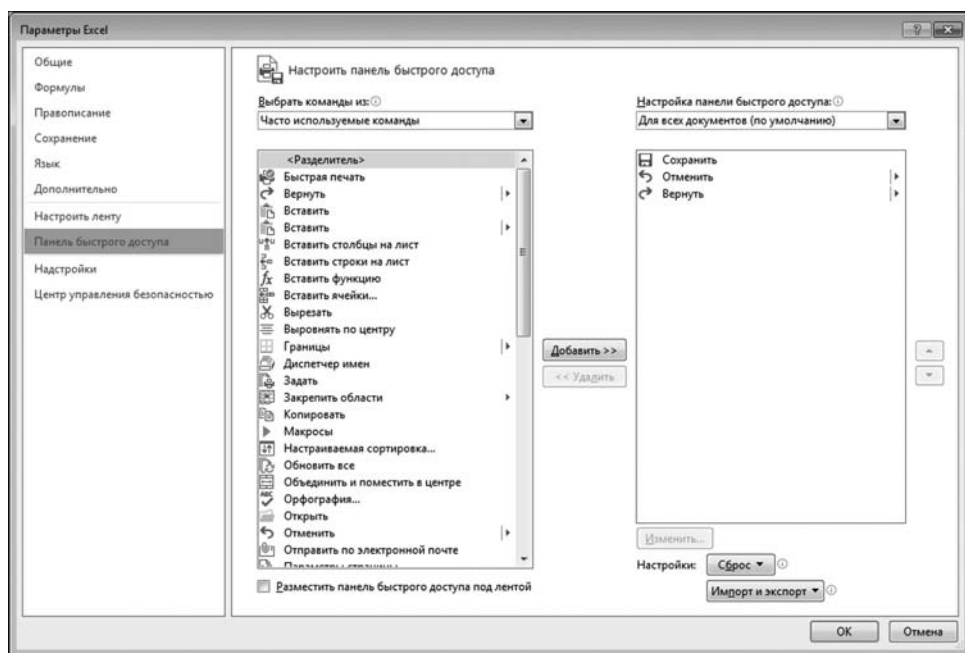 Параметры Excel
Общие
Формулы
Правописание
Сохранение
Язык
Дополнительно
Настроить ленту
Панель быстрого доступа
Надстройки
Центр управления безопасностью
Настроить панель быстрого доступа
Выбрать команды из:
Часто используемые команды
<Разделитель>
Быстрая печать
Вернуть
Вставить
Вставить
Вставить столбцы на лист
Вставить строки на лист
Вставить функцию
Вставить ячейки...
Вырезать
Выровнять по центру
Границы
Диспетчер имен
Задать
Закрепить области
Копировать
Макросы
Настраиваемая сортировка...
Обновить все
Объединить и поместить в центре
Орфография...
Открыть
Отменить
Отправить по электронной почте
Параметры страницы
Разместить панель быстрого доступа под лентой
Добавить >>
<< Удалить
Настройка панели быстрого доступа:
Для всех документов (по умолчанию)
Сохранить
Отменить
Вернуть
Изменить...
Настройки: Сброс
Импорт и экспорт
ОК Отмена